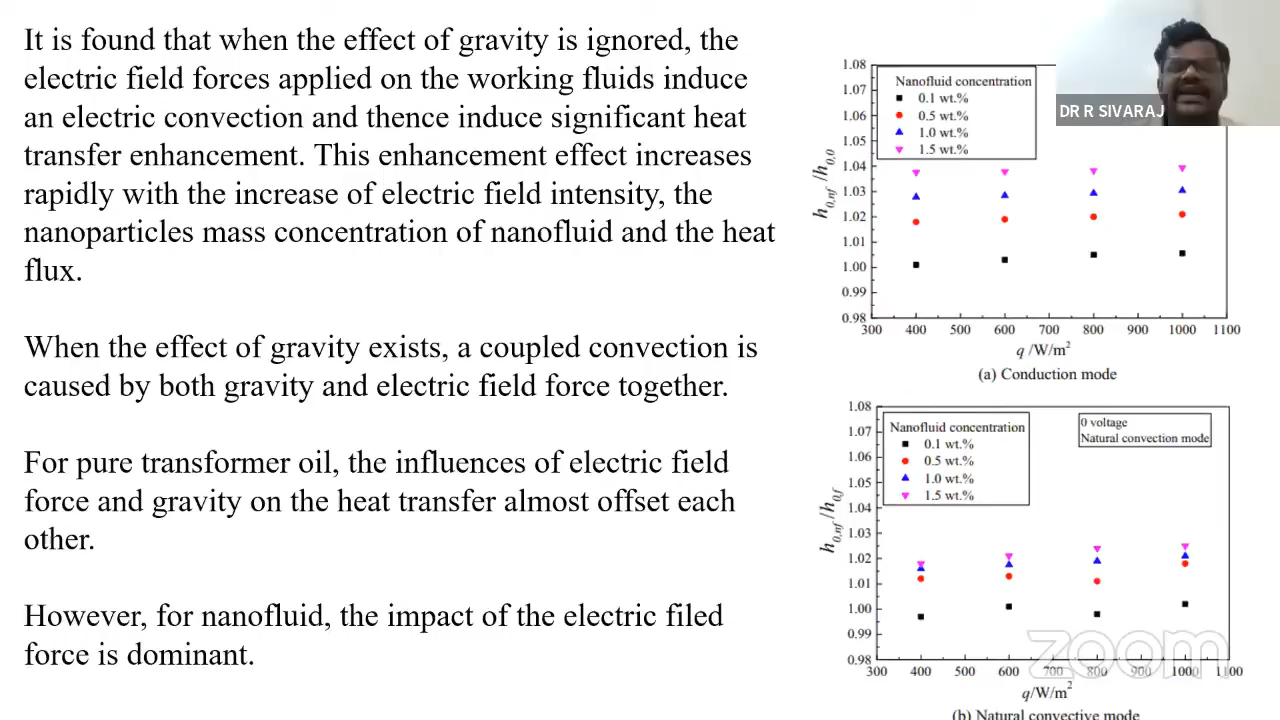 It is found that when the effect of gravity is ignored, the
electric field forces applied on the working fluids induce
an electric convection and thence induce significant heat
transfer enhancement. This enhancement effect increases
rapidly with the increase of electric field intensity, the
nanoparticles mass concentration of nanofluid and the heat
flux.
When the effect of gravity exists, a coupled convection is
caused by both gravity and electric field force together.
For pure transformer oil, the influences of electric field
force and gravity on the heat transfer almost offset each
other.
However, for nanofluid, the impact of the electric filed
force is dominant.
DR R SIVARAJ
1.08
1.07
1.06
1.05
1.04
1.03
1.02
1.01
1.00
0.99
0.98
h0,nf /h0,0
Nanofluid concentration
0.1 wt.%
0.5 wt.%
1.0 wt.%
1.5 wt.%
300 400 500 600 700 800 900 1000 1100
q /W/m²
(a) Conduction mode
1.08
1.07
1.06
1.05
1.04
1.03
1.02
1.01
1.00
0.99
0.98
h0,nf /h0,f
Nanofluid concentration
0.1 wt.%
0.5 wt.%
1.0 wt.%
1.5 wt.%
0 voltage
Natural convection mode
zoom
300 400 500 600 700 800 900 1000 1100
q/W/m²
(b) Natural convective mode